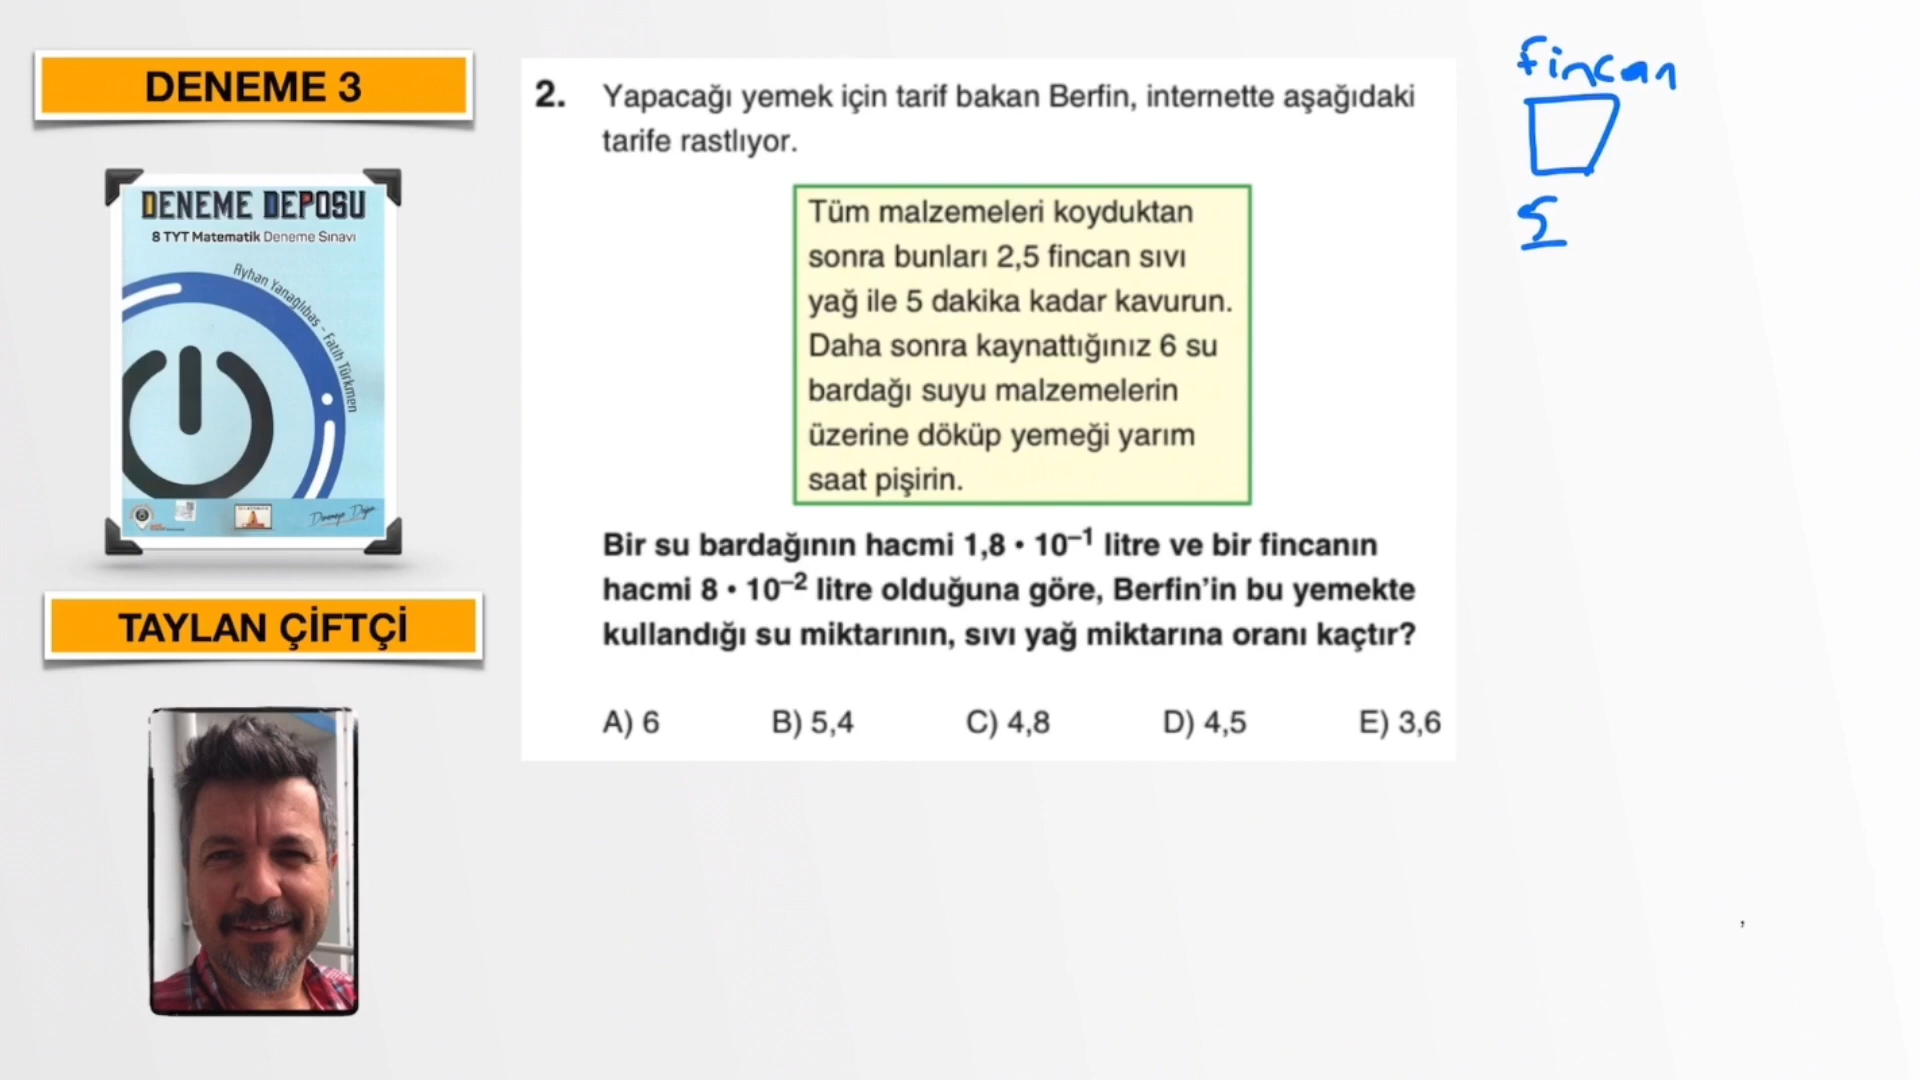 DENEME 3
DENEME DEPOSU
8 TYT Matematik Deneme Sınavı
Ayhan Yanağlıbaş - Fatih Türkmen
TAYLAN ÇİFTÇİ
2. Yapacağı yemek için tarif bakan Berfin, internette aşağıdaki
tarife rastlıyor.
Tüm malzemeleri koyduktan
sonra bunları 2,5 fincan sıvı
yağ ile 5 dakika kadar kavurun.
Daha sonra kaynattığınız 6 su
bardağı suyu malzemelerin
üzerine döküp yemeği yarım
saat pişirin.
Bir su bardağının hacmi 1,8 • 10⁻¹ litre ve bir fincanın
hacmi 8 • 10⁻² litre olduğuna göre, Berfin’in bu yemekte
kullandığı su miktarının, sıvı yağ miktarına oranı kaçtır?
A) 6 B) 5,4 C) 4,8 D) 4,5 E) 3,6
fincan
5